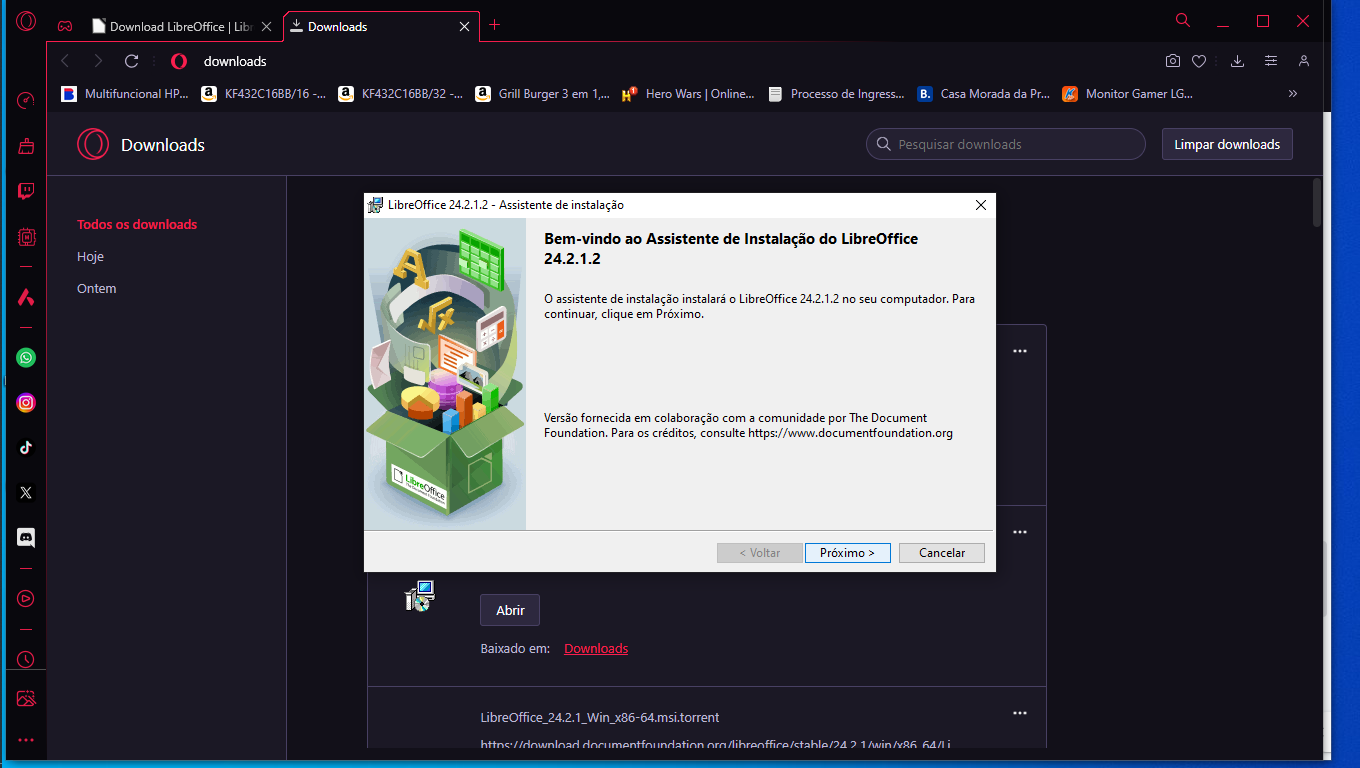 Download LibreOffice | Libr
Downloads
downloads
Multifuncional HP...
KF432C16BB/16 -...
KF432C16BB/32 -...
Grill Burger 3 em 1,...
Hero Wars | Online...
Processo de Ingress...
Casa Morada da Pr...
Monitor Gamer LG...
Downloads
Pesquisar downloads
Limpar downloads
Todos os downloads
Hoje
Ontem
LibreOffice 24.2.1.2 - Assistente de instalação
Bem-vindo ao Assistente de Instalação do LibreOffice
24.2.1.2
O assistente de instalação instalará o LibreOffice 24.2.1.2 no seu computador. Para
continuar, clique em Próximo.
Versão fornecida em colaboração com a comunidade por The Document
Foundation. Para os créditos, consulte https://www.documentfoundation.org
LibreOffice
The Document Foundation
< Voltar
Próximo >
Cancelar
Abrir
Baixado em: Downloads
LibreOffice_24.2.1_Win_x86-64.msi.torrent
https://download.documentfoundation.org/libreoffice/stable/24.2.1/win/x86_64/Li